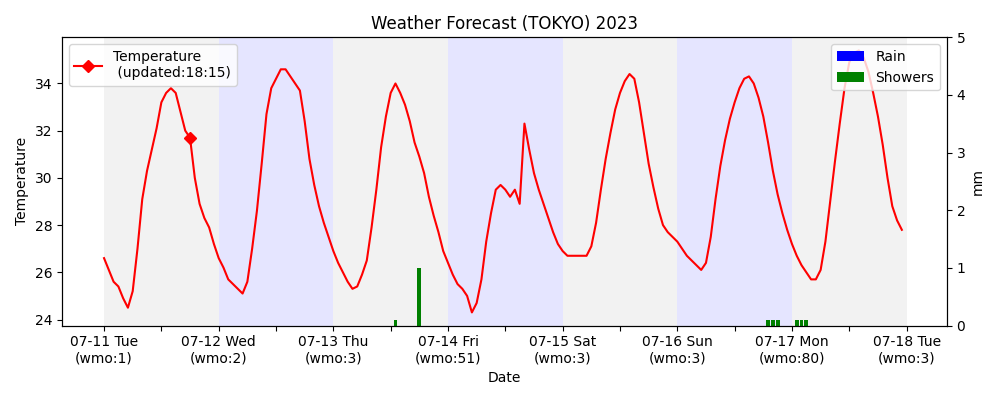 Weather Forecast (TOKYO) 2023
Temperature
(updated:18:15)
Rain
Showers
Temperature
34
32
30
28
26
24
5
4
3
2
1
0
mm
07-11 Tue
(wmo:1)
07-12 Wed
(wmo:2)
07-13 Thu
(wmo:3)
07-14 Fri
(wmo:51)
07-15 Sat
(wmo:3)
07-16 Sun
(wmo:3)
07-17 Mon
(wmo:80)
07-18 Tue
(wmo:3)
Date